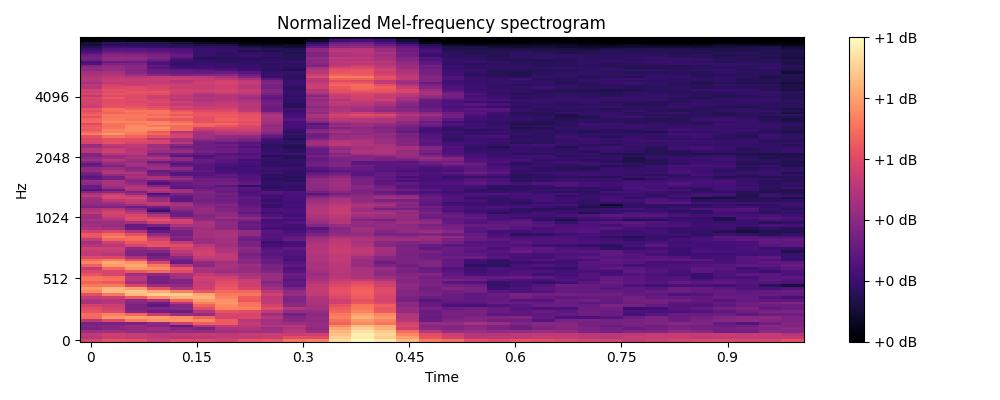 Normalized Mel-frequency spectrogram
Hz
4096
2048
1024
512
0
0 0.15 0.3 0.45 0.6 0.75 0.9
Time
+1 dB
+1 dB
+1 dB
+0 dB
+0 dB
+0 dB